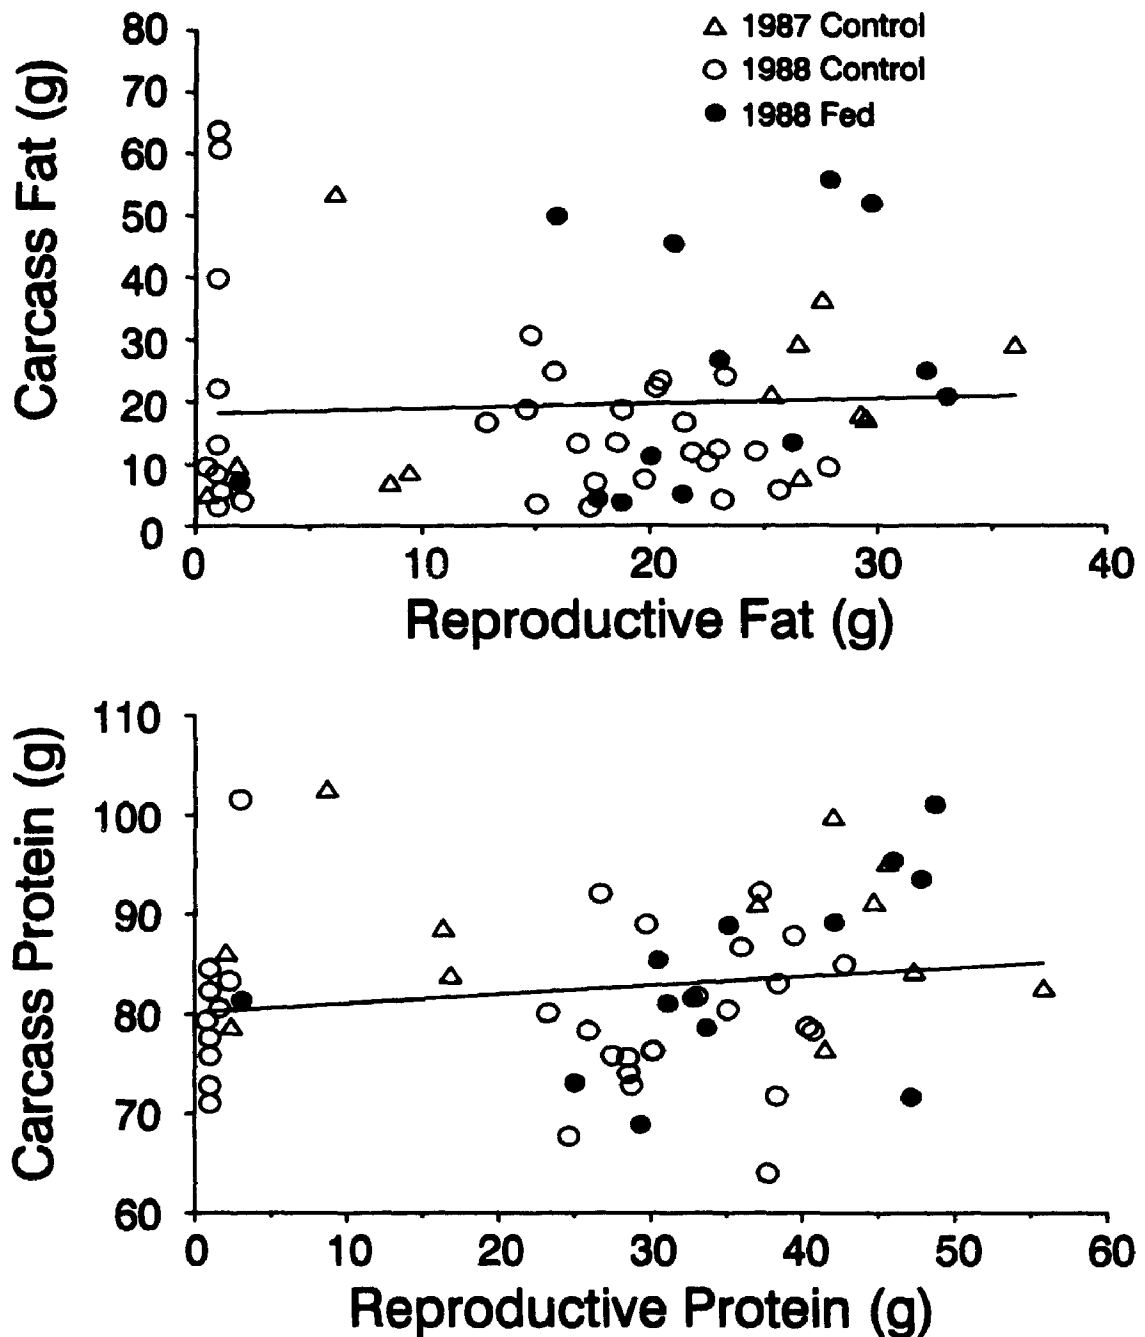 1987 Control
1988 Control
1988 Fed
Carcass Fat (g)
80
70
60
50
40
30
20
10
0
0 10 20 30 40
Reproductive Fat (g)
Carcass Protein (g)
110
100
90
80
70
60
0 10 20 30 40 50 60
Reproductive Protein (g)